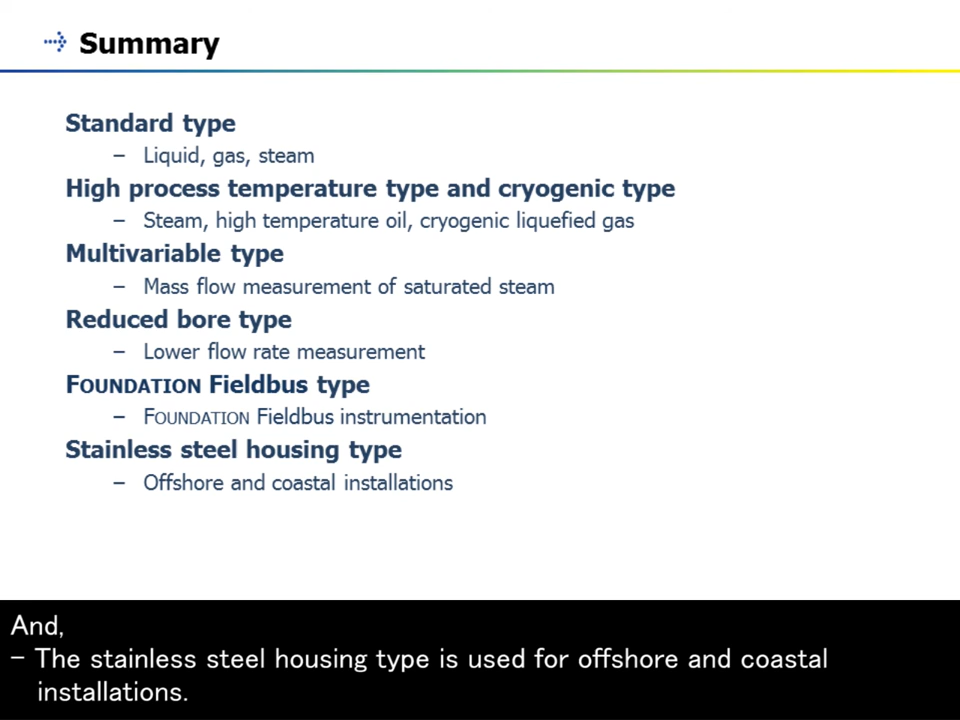 Summary
Standard type
– Liquid, gas, steam
High process temperature type and cryogenic type
– Steam, high temperature oil, cryogenic liquefied gas
Multivariable type
– Mass flow measurement of saturated steam
Reduced bore type
– Lower flow rate measurement
FOUNDATION Fieldbus type
– FOUNDATION Fieldbus instrumentation
Stainless steel housing type
– Offshore and coastal installations
And,
– The stainless steel housing type is used for offshore and coastal
installations.